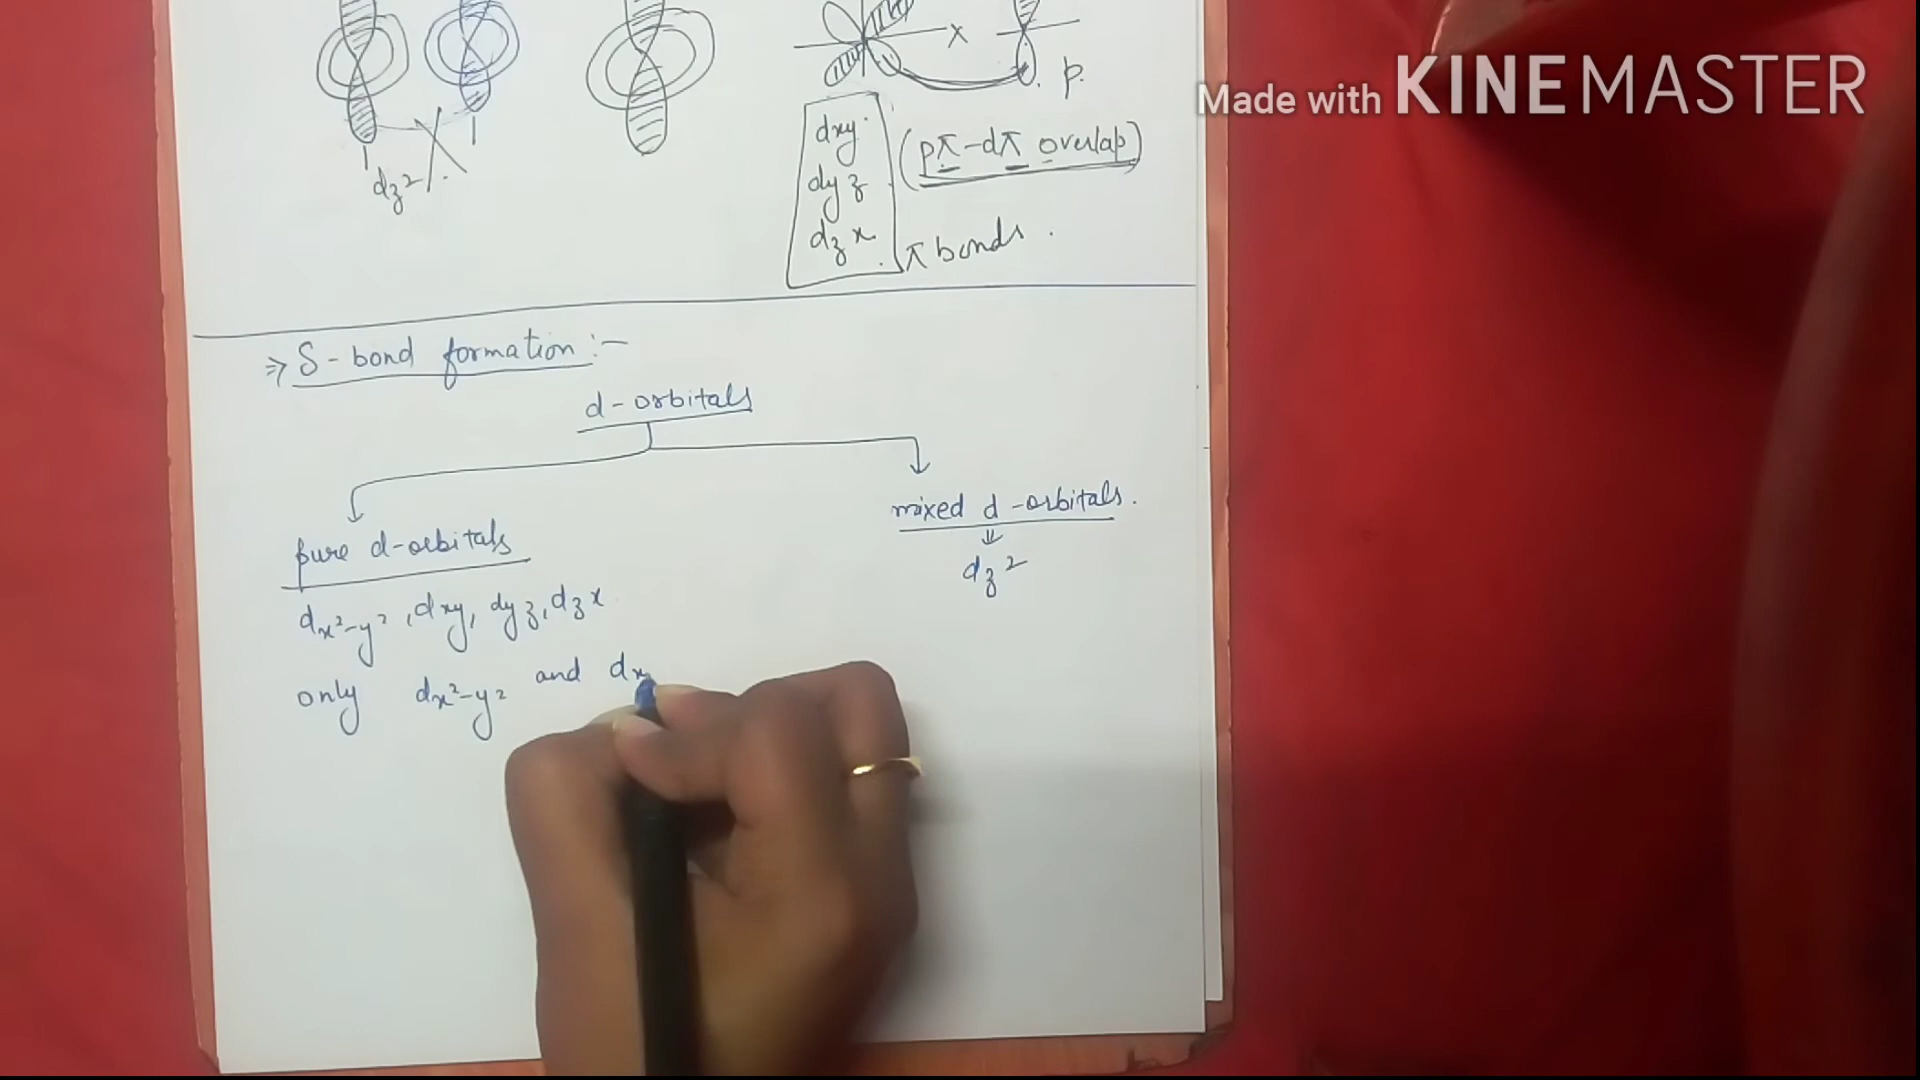 Made with KINEMASTER
x
p.
dxy
dyz
dzx
(pπ-dπ overlap)
π bonds.
dz²
⇒ δ-bond formation:-
d-orbitals
pure d-orbitals
mixed d-orbitals.
dz²
dx²-y², dxy, dyz, dzx
only dx²-y² and dx